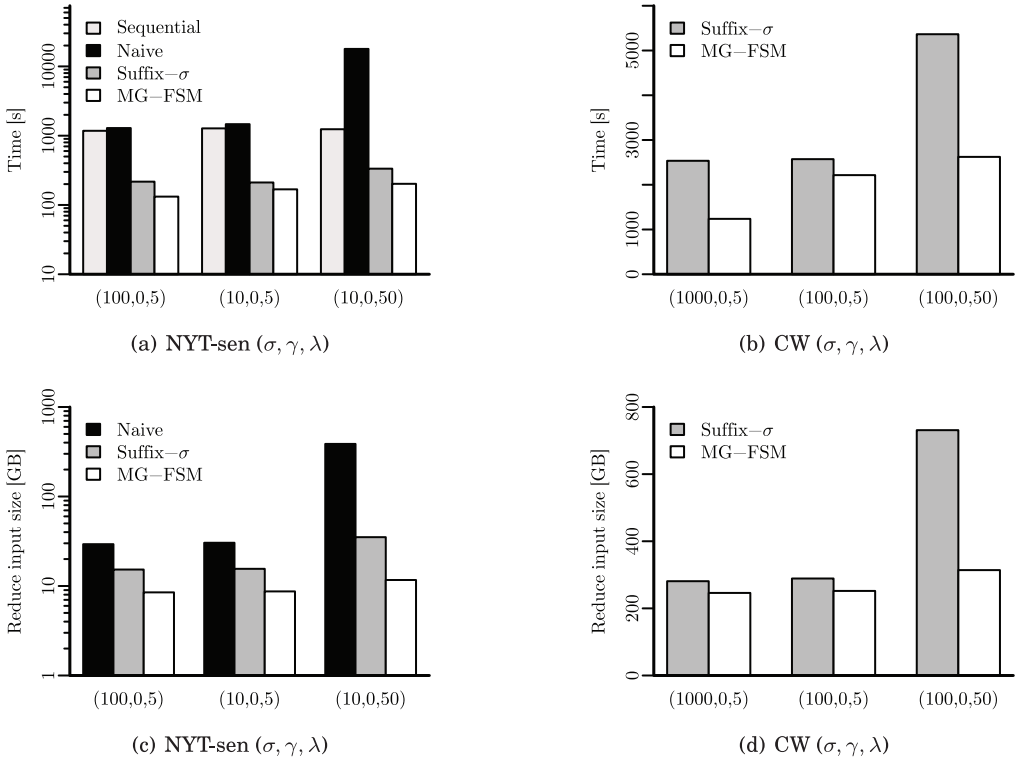 Time [s]
10000
1000
100
10
Sequential
Naive
Suffix−σ
MG−FSM
(100,0,5) (10,0,5) (10,0,50)
(a) NYT-sen (σ, γ, λ)
Time [s]
5000
3000
1000
0
Suffix−σ
MG−FSM
(1000,0,5) (100,0,5) (100,0,50)
(b) CW (σ, γ, λ)
Reduce input size [GB]
1000
100
10
1
Naive
Suffix−σ
MG−FSM
(100,0,5) (10,0,5) (10,0,50)
(c) NYT-sen (σ, γ, λ)
Reduce input size [GB]
800
600
400
200
0
Suffix−σ
MG−FSM
(1000,0,5) (100,0,5) (100,0,50)
(d) CW (σ, γ, λ)